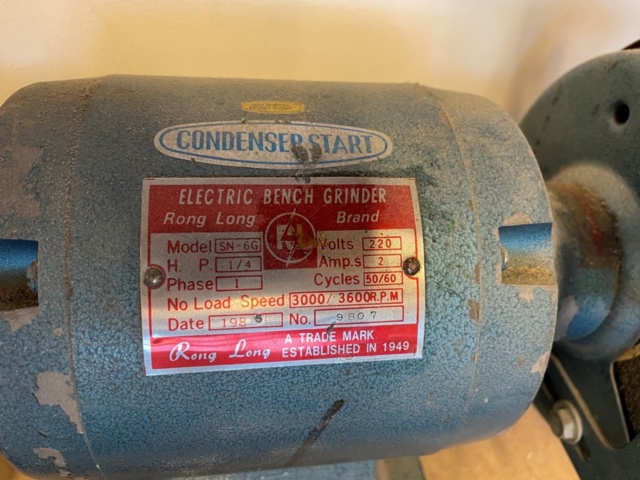 CONDENSER START
ELECTRIC BENCH GRINDER
Rong Long Brand
Model SN-6G Volts 220
H. P. 1/4 Amp.s 2
Phase 1 Cycles 50/60
No Load Speed 3000/3600 R.P.M
Date 1985 No. 9807
Rong Long A TRADE MARK
ESTABLISHED IN 1949